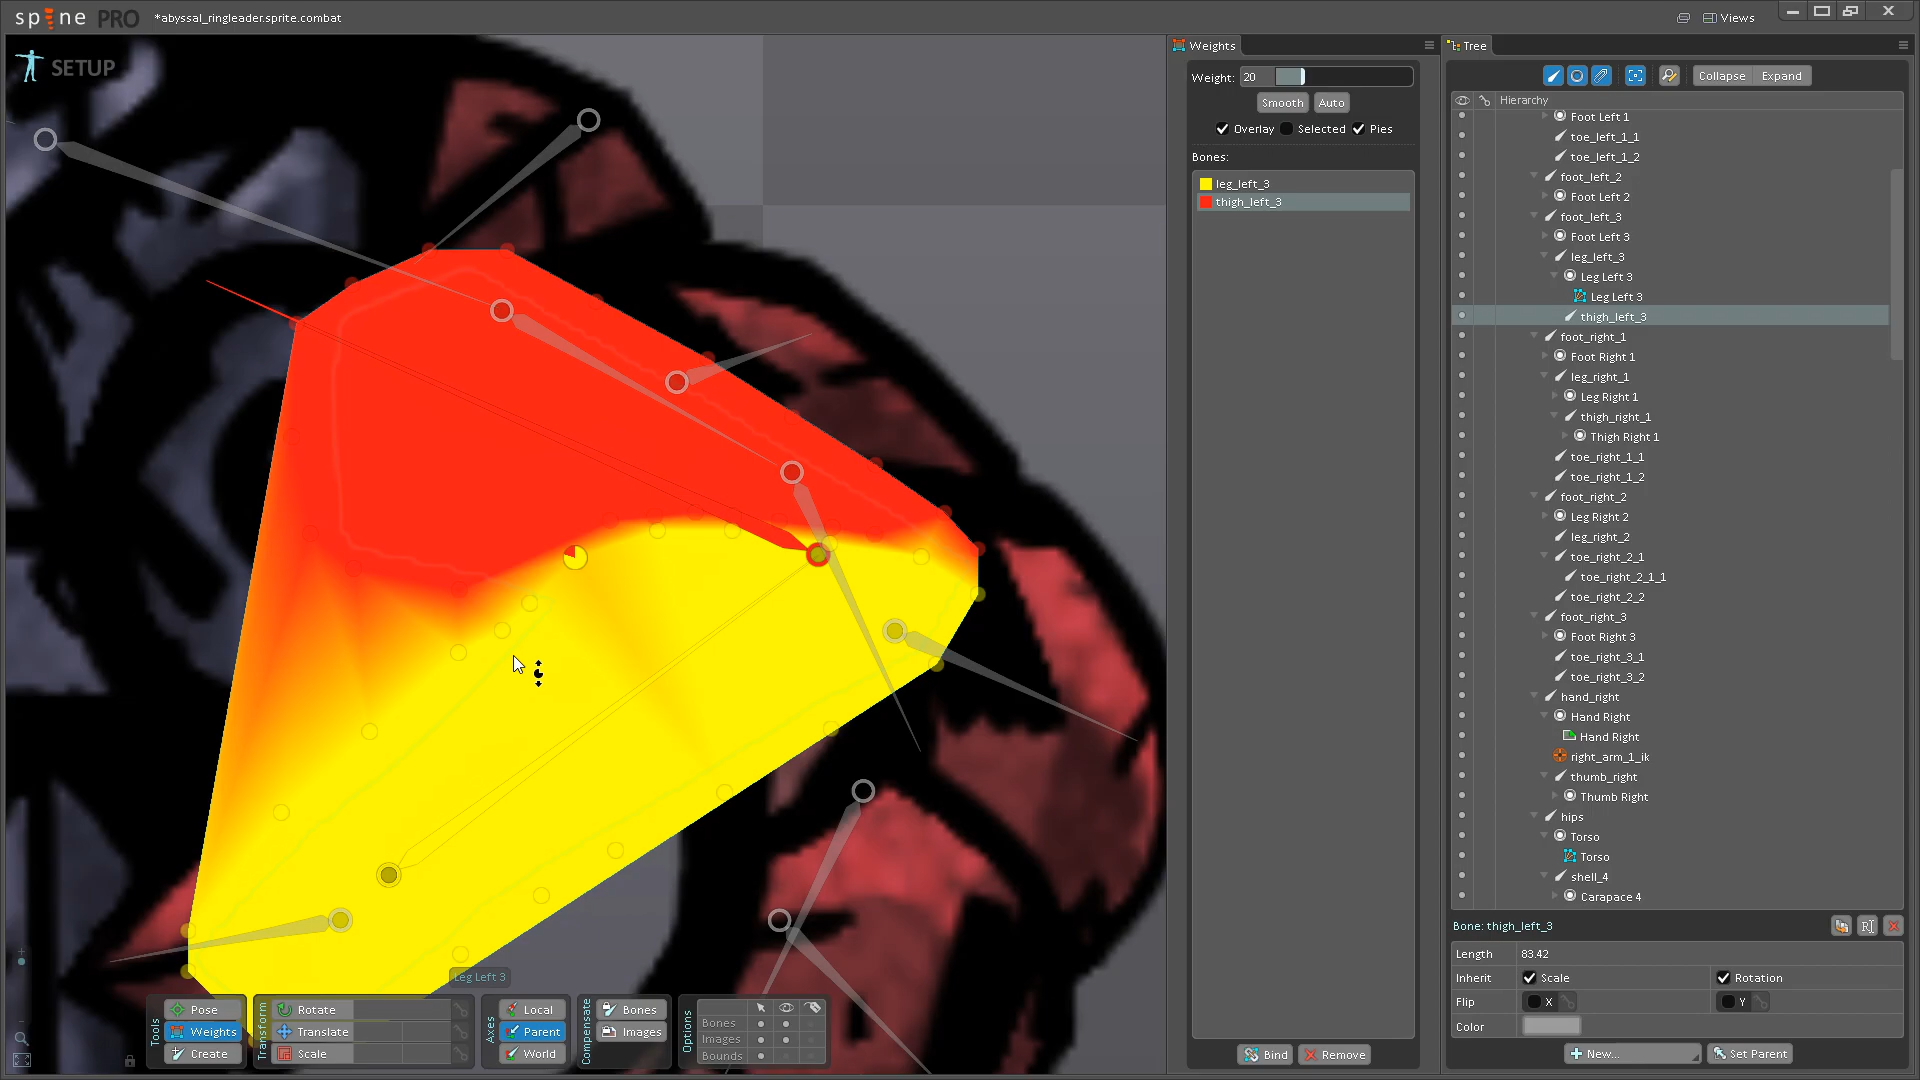 spine PRO *abyssal_ringleader.sprite.combat Views
SETUP
Weights
Weight: 20
Smooth Auto
Overlay Selected Pies
Bones:
leg_left_3
thigh_left_3
Bind Remove
Tree
Collapse Expand
Hierarchy
Foot Left 1
toe_left_1_1
toe_left_1_2
foot_left_2
Foot Left 2
foot_left_3
Foot Left 3
leg_left_3
Leg Left 3
Leg Left 3
thigh_left_3
foot_right_1
Foot Right 1
leg_right_1
Leg Right 1
thigh_right_1
Thigh Right 1
toe_right_1_1
toe_right_1_2
foot_right_2
Leg Right 2
leg_right_2
toe_right_2_1
toe_right_2_1_1
toe_right_2_2
foot_right_3
Foot Right 3
toe_right_3_1
toe_right_3_2
hand_right
Hand Right
Hand Right
right_arm_1_ik
thumb_right
Thumb Right
hips
Torso
Torso
shell_4
Carapace 4
Bone: thigh_left_3
Length 83.42
Inherit Scale Rotation
Flip X Y
Color
New... Set Parent
Leg Left 3
Tools
Pose
Weights
Create
Transform
Rotate
Translate
Scale
Axes
Local
Parent
World
Compensate
Bones
Images
Options
Bones
Images
Bounds